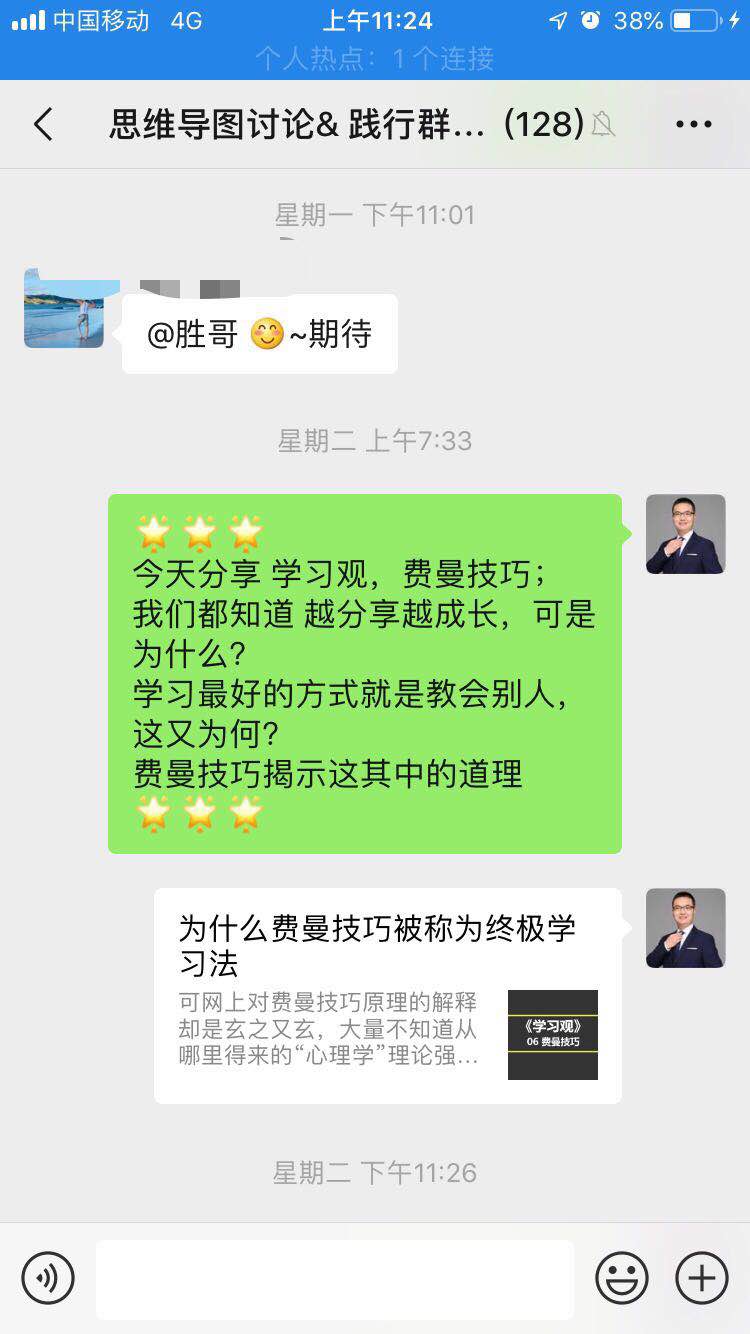 中国移动 4G 上午11:24 38%
个人热点：1 个连接
思维导图讨论& 践行群... (128)
星期一 下午11:01
@胜哥 😊~期待
星期二 上午7:33
🌟🌟🌟
今天分享 学习观，费曼技巧；
我们都知道 越分享越成长，可是
为什么?
学习最好的方式就是教会别人，
这又为何?
费曼技巧揭示这其中的道理
🌟🌟🌟
为什么费曼技巧被称为终极学
习法
可网上对费曼技巧原理的解释
却是玄之又玄，大量不知道从
哪里得来的“心理学”理论强...
《学习观》
06 费曼技巧
星期二 下午11:26